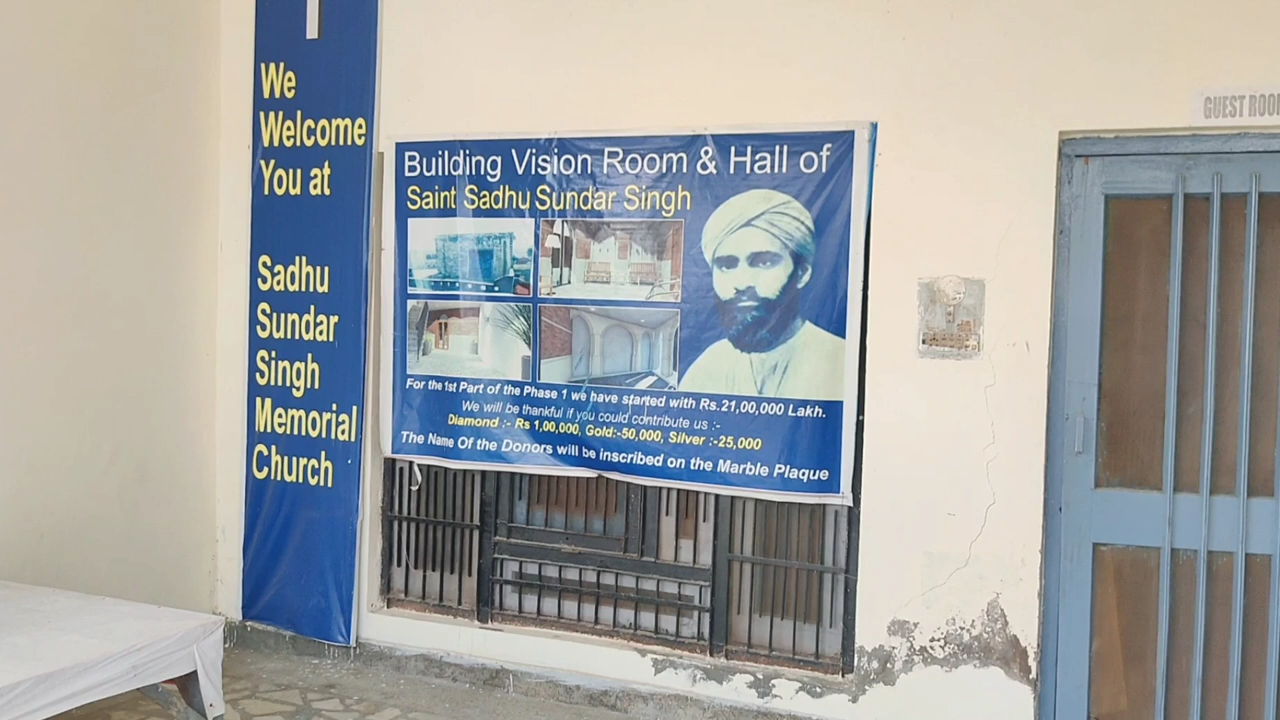 We
Welcome
You at
Sadhu
Sundar
Singh
Memorial
Church
Building Vision Room & Hall of
Saint Sadhu Sundar Singh
For the 1st Part of the Phase 1 we have started with Rs.21,00,000 Lakh.
We will be thankful if you could contribute us :-
Diamond :- Rs 1,00,000, Gold:-50,000, Silver :-25,000
The Name Of the Donors will be inscribed on the Marble Plaque
GUEST ROO